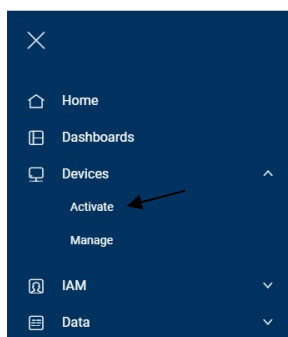 Home
Dashboards
Devices
Activate
Manage
IAM
Data